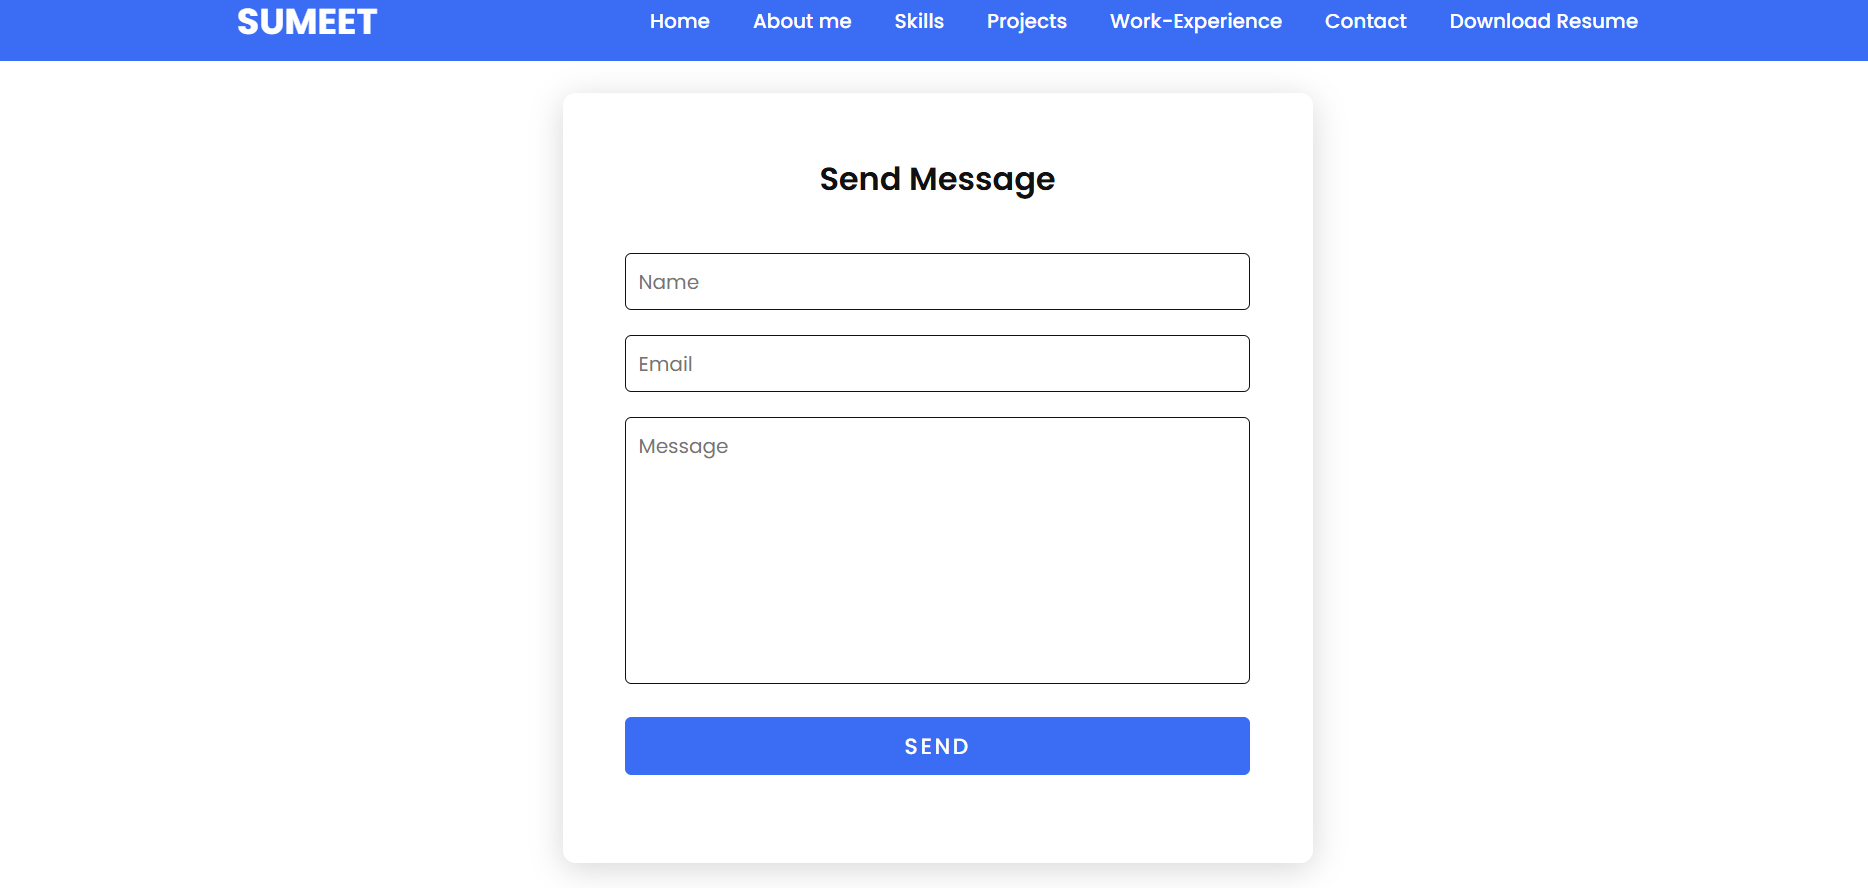 SUMEET Home About me Skills Projects Work-Experience Contact Download Resume
Send Message
Name
Email
Message
SEND